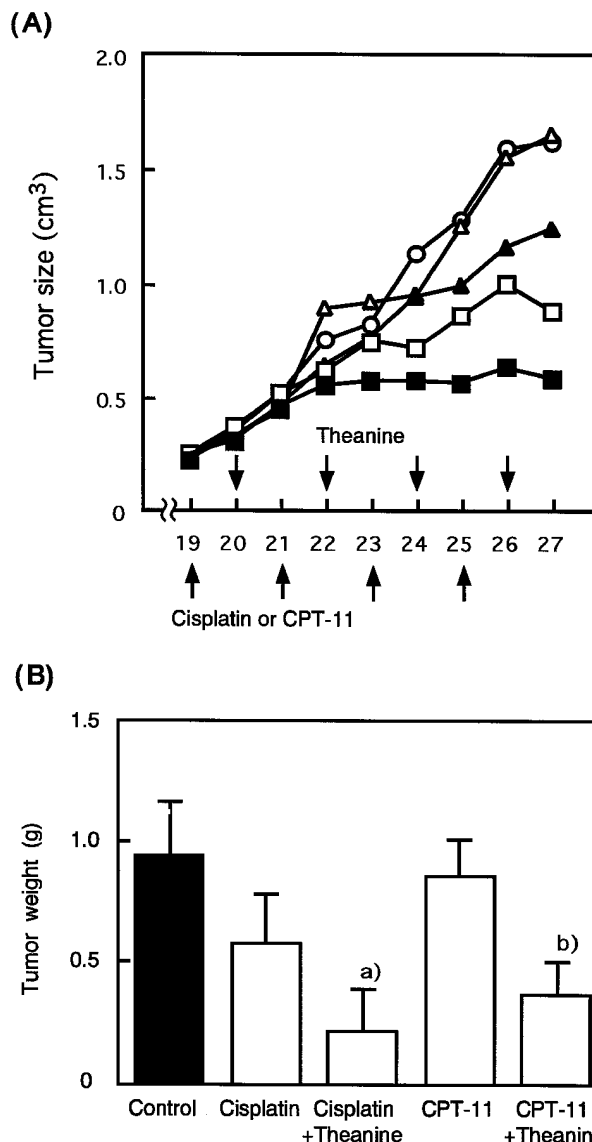 (A)
2.0
1.5
1.0
0.5
0
Tumor size (cm³)
Theanine
19 20 21 22 23 24 25 26 27
Cisplatin or CPT-11
(B)
1.5
1.0
0.5
0
Tumor weight (g)
a)
b)
Control Cisplatin Cisplatin CPT-11 CPT-11
+Theanine +Theanin